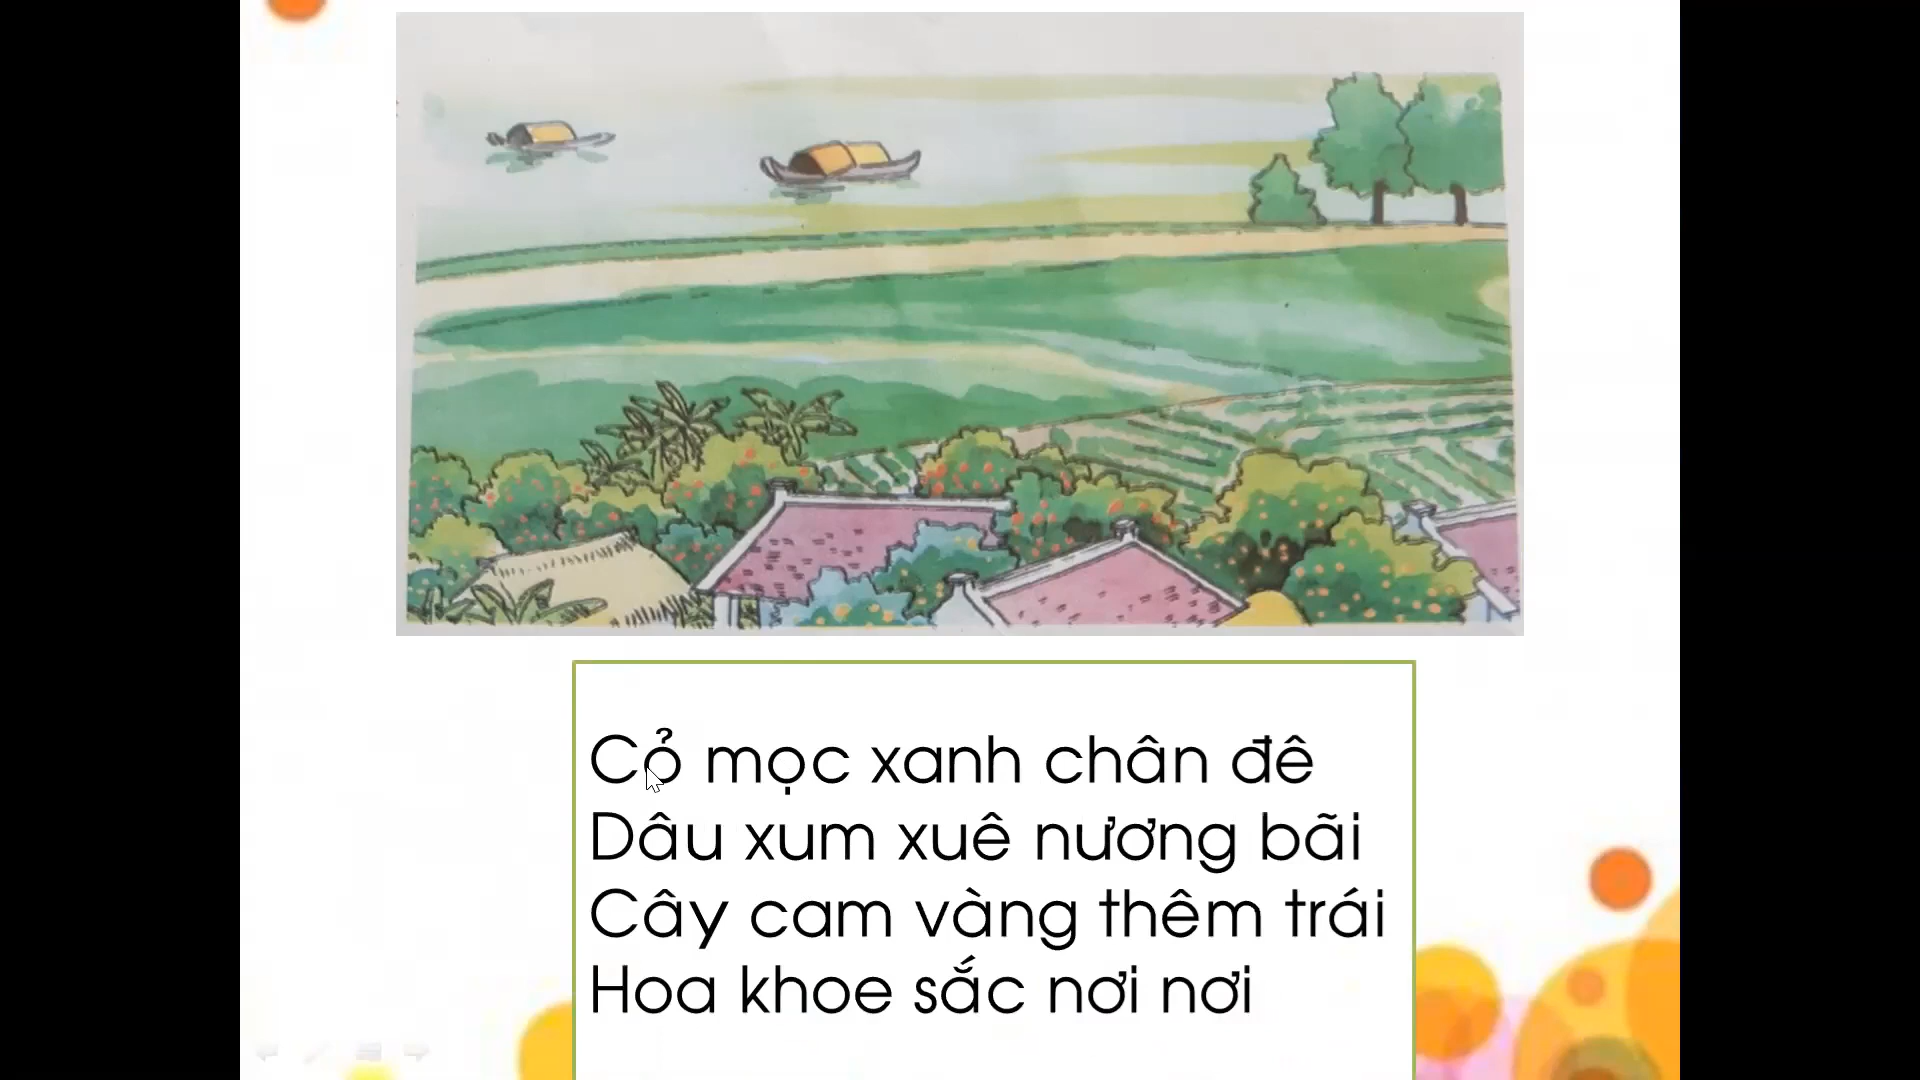 Cỏ mọc xanh chân đê
Dâu xum xuê nương bãi
Cây cam vàng thêm trái
Hoa khoe sắc nơi nơi